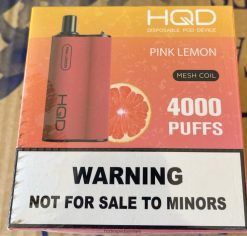 HQD
DISPOSABLE POD DEVICE
PINK LEMON
MESH COIL
HQD
4000
PUFFS
WARNING
NOT FOR SALE TO MINORS